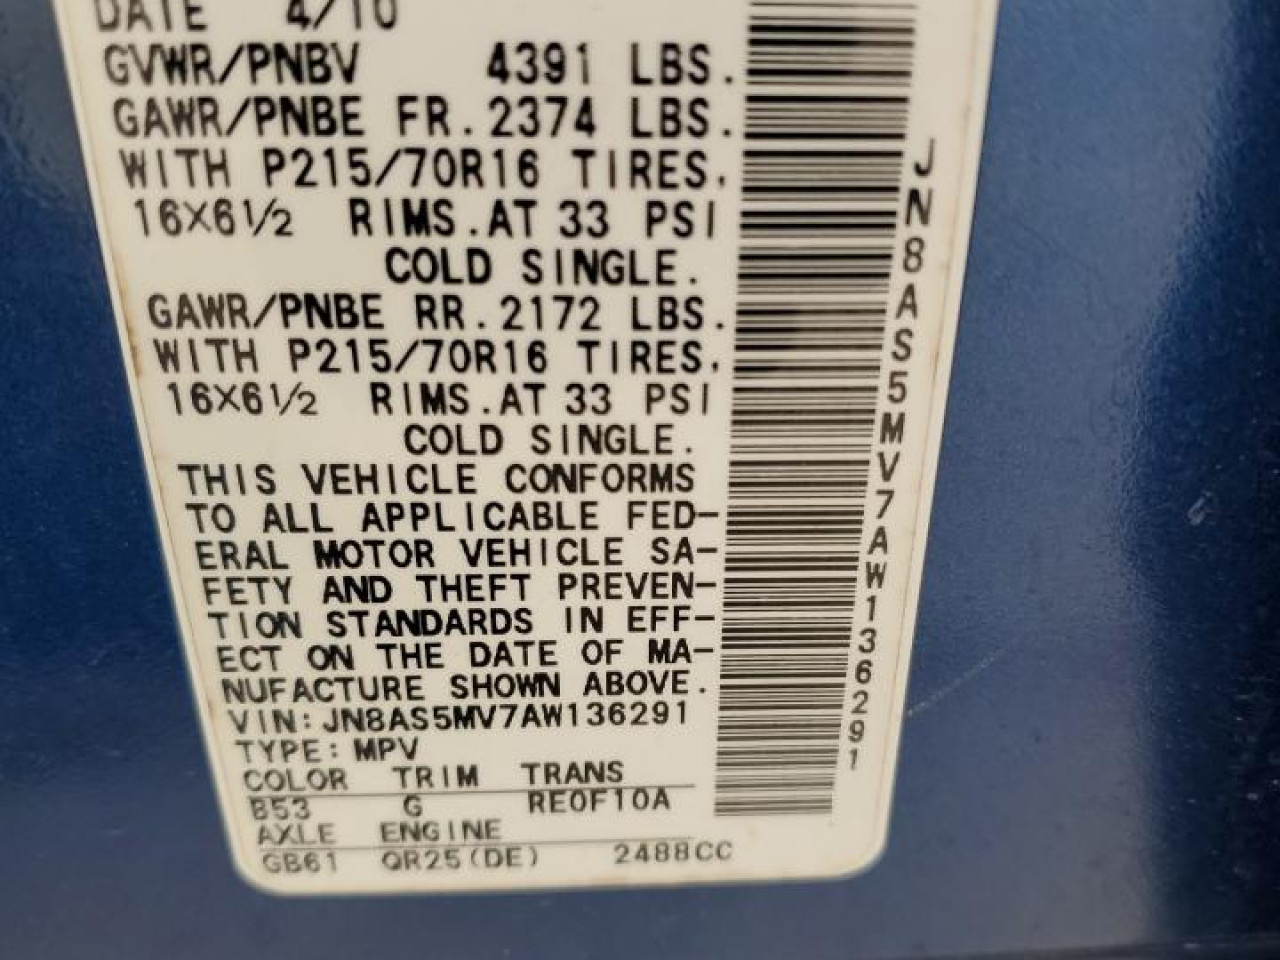 DATE 4/10
GVWR/PNBV 4391 LBS.
GAWR/PNBE FR.2374 LBS.
WITH P215/70R16 TIRES,
16X6½ RIMS.AT 33 PSI
COLD SINGLE.
GAWR/PNBE RR.2172 LBS.
WITH P215/70R16 TIRES,
16X6½ RIMS.AT 33 PSI
COLD SINGLE.
THIS VEHICLE CONFORMS
TO ALL APPLICABLE FED-
ERAL MOTOR VEHICLE SA-
FETY AND THEFT PREVEN-
TION STANDARDS IN EFF-
ECT ON THE DATE OF MA-
NUFACTURE SHOWN ABOVE.
VIN:JN8AS5MV7AW136291
TYPE:MPV
COLOR TRIM TRANS
B53 G RE0F10A
AXLE ENGINE
GB61 QR25(DE) 2488CC
JN8AS5MV7AW136291